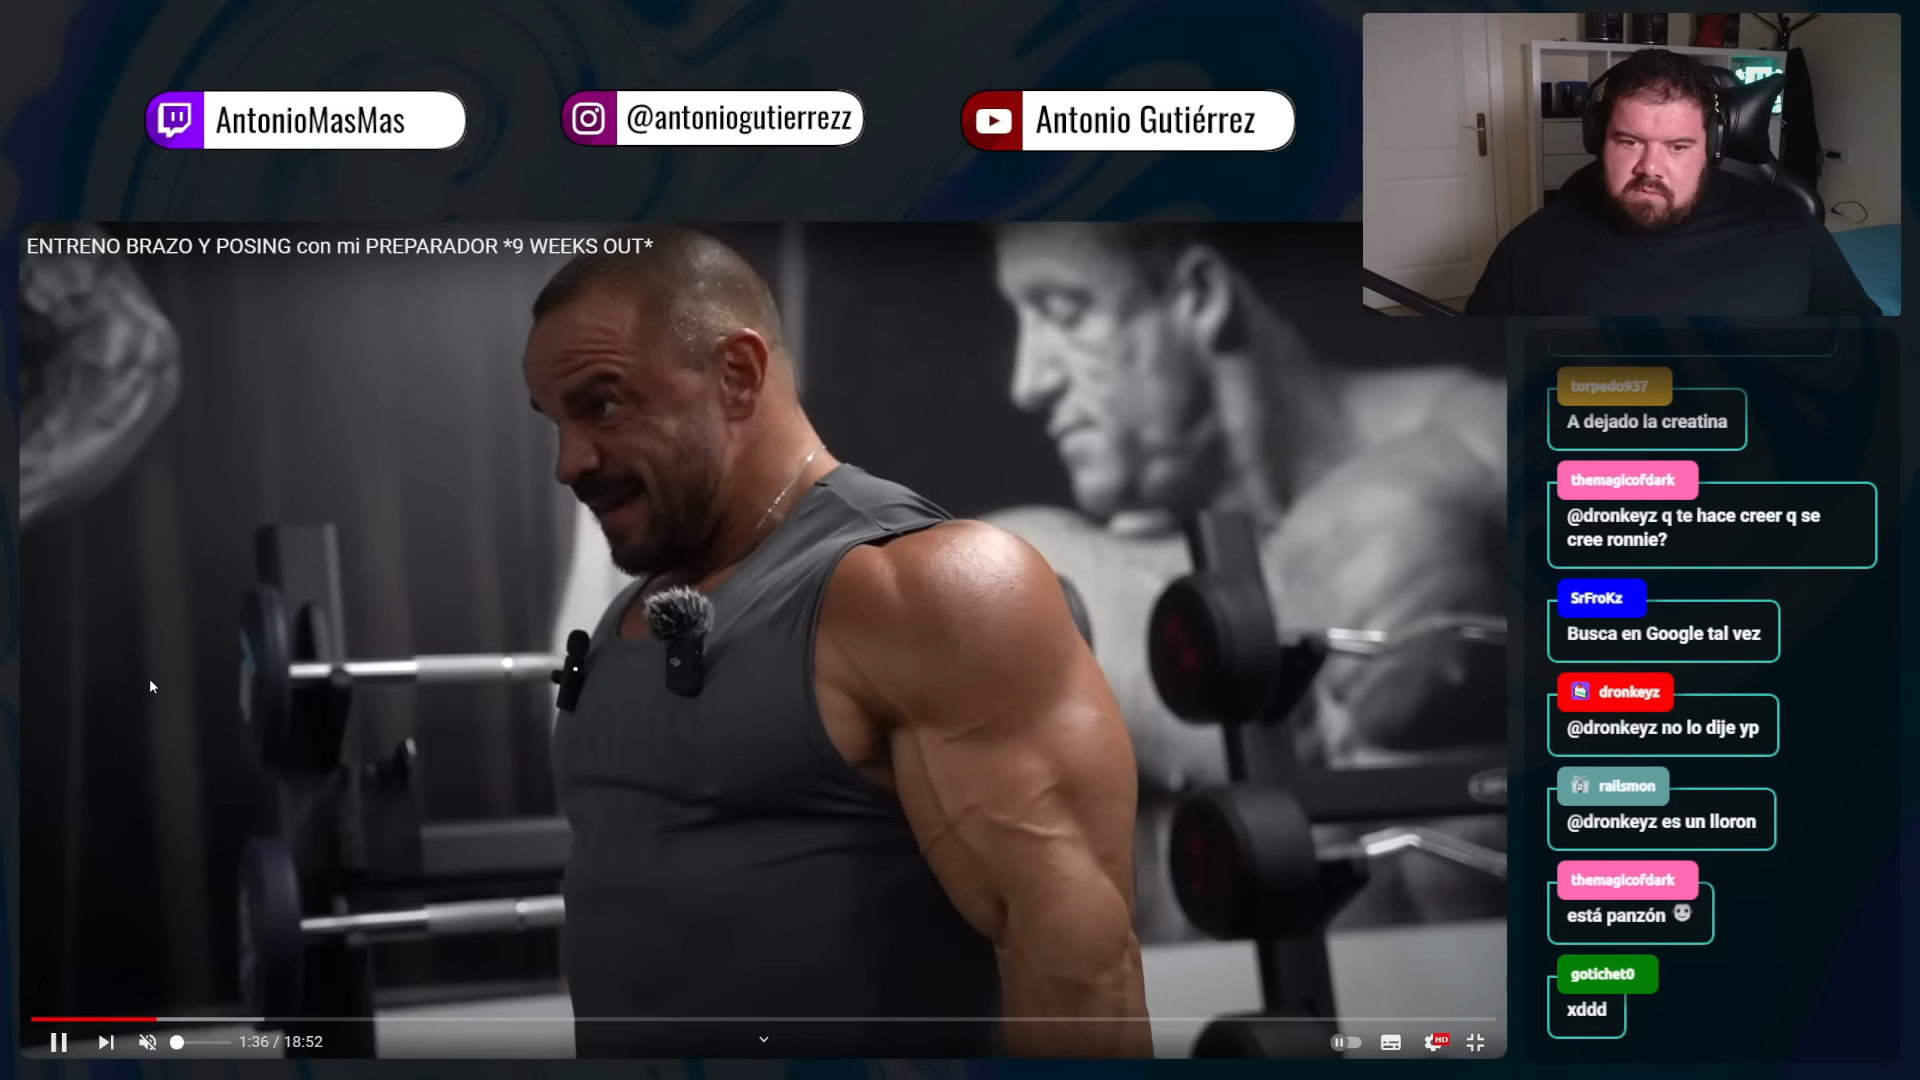 AntonioMasMas
@antoniogutierrezz
Antonio Gutiérrez
ENTRENO BRAZO Y POSING con mi PREPARADOR *9 WEEKS OUT*
torpedo937
A dejado la creatina
themagicofdark
@dronkeyz q te hace creer q se
cree ronnie?
SrFroKz
Busca en Google tal vez
dronkeyz
@dronkeyz no lo dije yp
railsmon
@dronkeyz es un lloron
themagicofdark
está panzón
gotichet0
xddd
1:36 / 18:52
HD